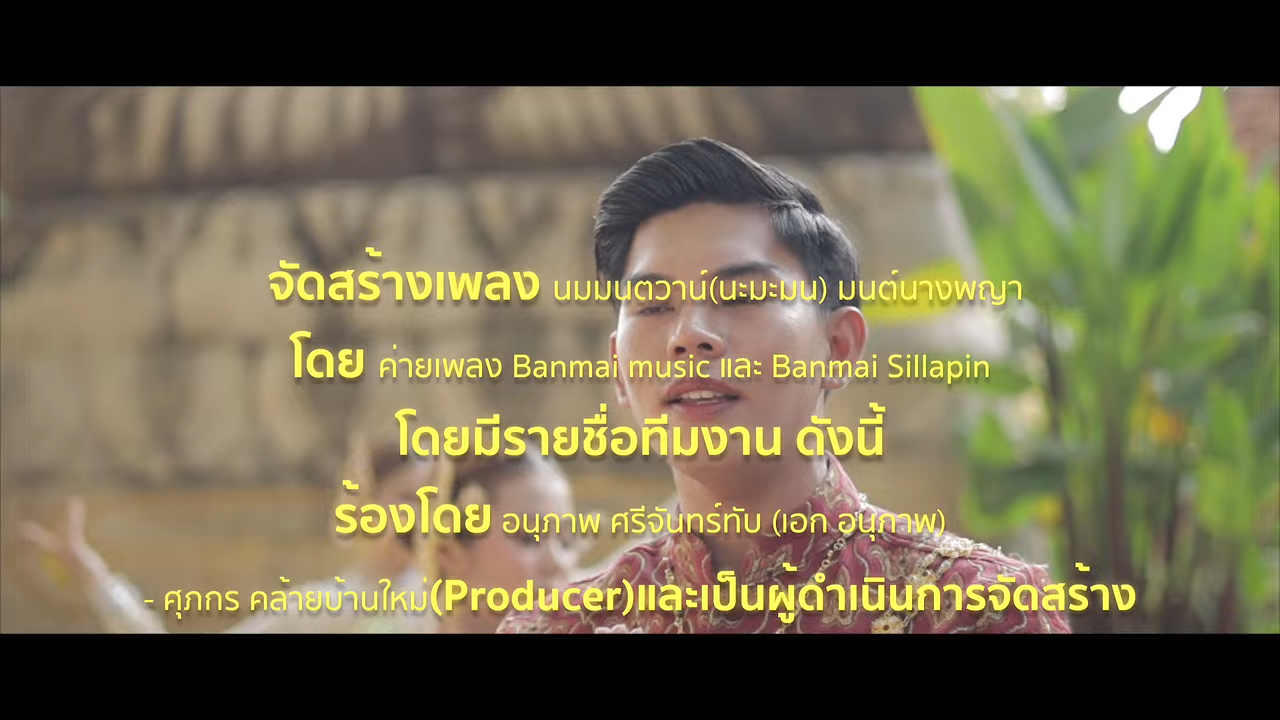 จัดสร้างเพลง นมมนตวาน์(นะมะมน) มนต์นางพญา
โดย ค่ายเพลง Banmai music และ Banmai Sillapin
โดยมีรายชื่อทีมงาน ดังนี้
ร้องโดย อนุภาพ ศรีจันทร์ทับ (เอก อนุภาพ)
- ศุภกร คล้ายบ้านใหม่(Producer)และเป็นผู้ดำเนินการจัดสร้าง